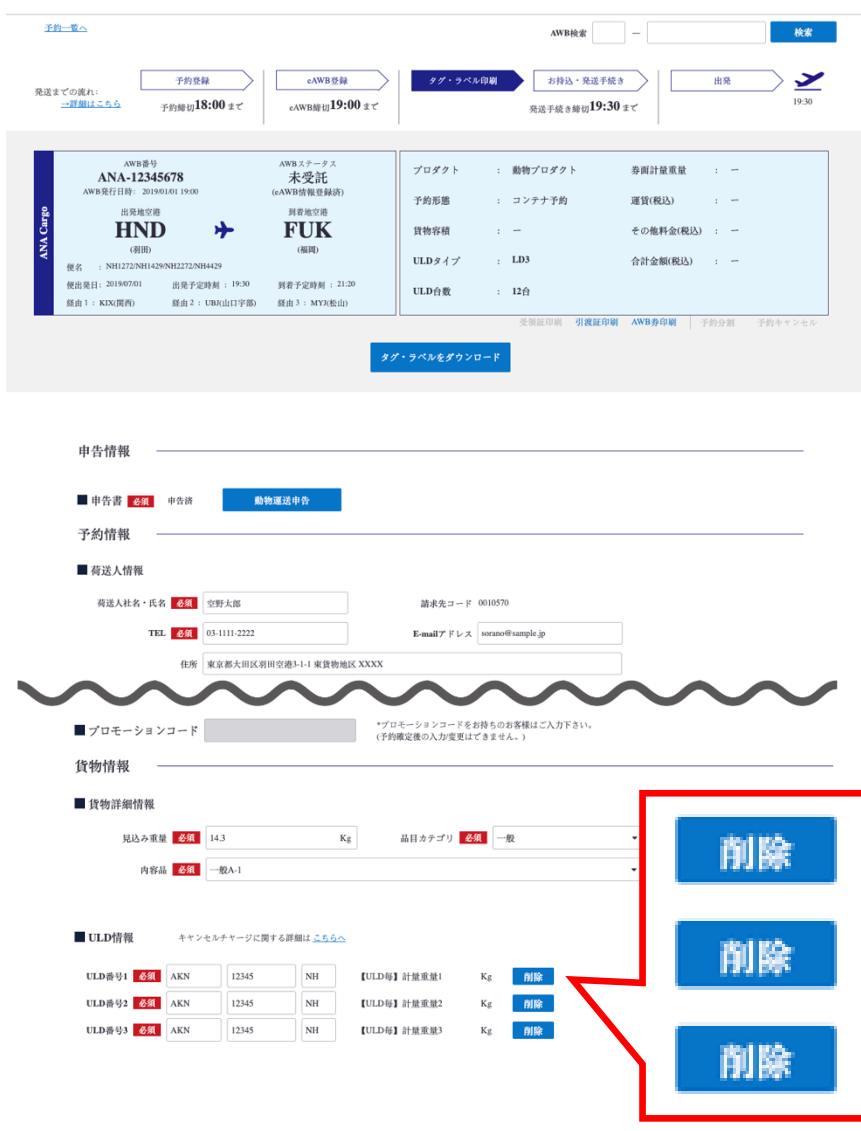 予約一覧へ
AWB検索 － 検索
発送までの流れ:
→詳細はこちら
予約登録 eAWB登録 タグ・ラベル印刷 お持込・発送手続き 出発
予約締切18:00 まで eAWB締切19:00 まで 発送手続き締切19:30 まで 19:30
ANA Cargo
AWB番号
ANA-12345678
AWB発行日時: 2019/01/01 19:00
AWBステータス
未受託
(eAWB情報登録済)
出発地空港
HND
(羽田)
到着地空港
FUK
(福岡)
便名 : NH1272/NH1429/NH2272/NH4429
便出発日: 2019/07/01 出発予定時刻 : 19:30 到着予定時刻 : 21:20
経由 1 : KIX(関西) 経由 2 : UBJ(山口宇部) 経由 3 : MYJ(松山)
プロダクト : 動物プロダクト 券面計量重量 : ー
予約形態 : コンテナ予約 運賃(税込) : ー
貨物容積 : ー その他料金(税込) : ー
ULDタイプ : LD3 合計金額(税込) : ー
ULD台数 : 12台
受領証印刷 引渡証印刷 AWB券印刷 予約分割 予約キャンセル
タグ・ラベルをダウンロード
申告情報
■ 申告書 必須 申告済 動物運送申告
予約情報
■ 荷送人情報
荷送人社名・氏名 必須 空野太郎 請求先コード 0010570
TEL 必須 03-1111-2222 E-mailアドレス sorano@sample.jp
住所 東京都大田区羽田空港3-1-1 東貨物地区 XXXX
■ プロモーションコード *プロモーションコードをお持ちのお客様はご入力下さい。
(予約確定後の入力/変更はできません。)
貨物情報
■ 貨物詳細情報
見込み重量 必須 14.3 Kg 品目カテゴリ 必須 一般
内容品 必須 一般A-1
■ ULD情報 キャンセルチャージに関する詳細は こちらへ
ULD番号1 必須 AKN 12345 NH 【ULD毎】計量重量1 Kg 削除
ULD番号2 必須 AKN 12345 NH 【ULD毎】計量重量2 Kg 削除
ULD番号3 必須 AKN 12345 NH 【ULD毎】計量重量3 Kg 削除
削除
削除
削除